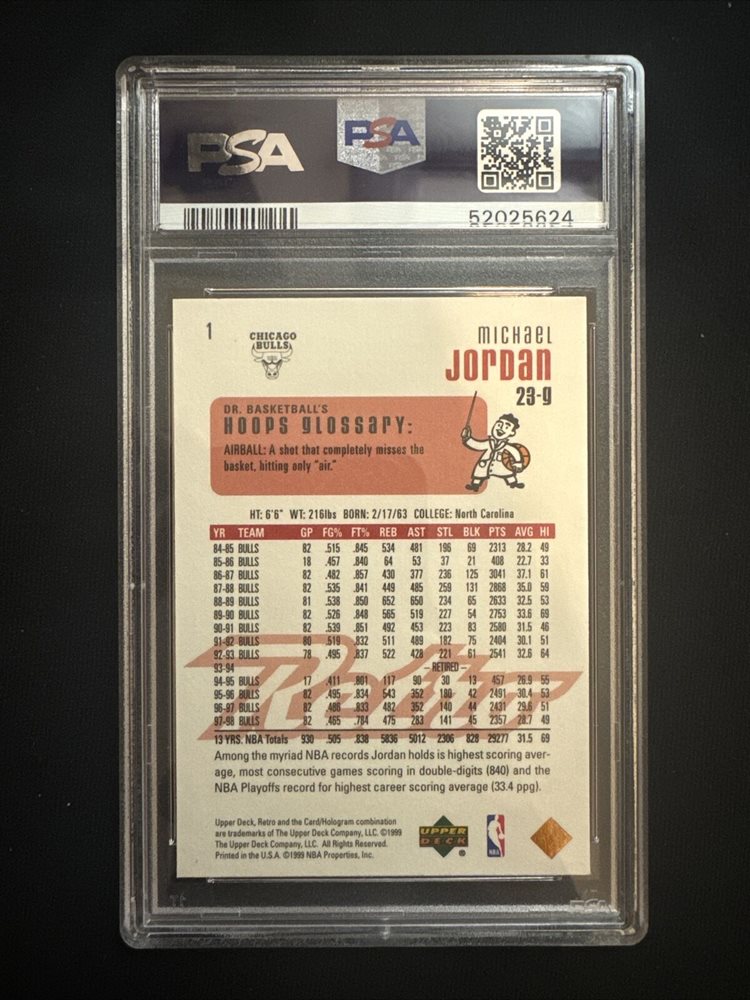 PSA
PSA
52025624
1
CHICAGO
BULLS
MICHAEL
JORDAN
23-9
DR. BASKETBALL'S
HOOPS GLOSSARY:
AIRBALL: A shot that completely misses the
basket, hitting only "air."
HT: 6'6" WT: 216lbs BORN: 2/17/63 COLLEGE: North Carolina
YR TEAM GP FG% FT% REB AST STL BLK PTS AVG HI
84-85 BULLS 82 .515 .845 534 481 196 69 2313 28.2 49
85-86 BULLS 18 .457 .840 64 53 37 21 408 22.7 33
86-87 BULLS 82 .482 .857 430 377 236 125 3041 37.1 61
87-88 BULLS 82 .535 .841 449 485 259 131 2868 35.0 59
88-89 BULLS 81 .538 .850 652 650 234 65 2633 32.5 53
89-90 BULLS 82 .526 .848 565 519 227 54 2753 33.6 69
90-91 BULLS 82 .539 .851 492 453 223 83 2580 31.5 46
91-92 BULLS 80 .519 .832 511 489 182 75 2404 30.1 51
92-93 BULLS 78 .495 .837 522 428 221 61 2541 32.6 64
93-94 – RETIRED –
94-95 BULLS 17 .411 .801 117 90 30 13 457 26.9 55
95-96 BULLS 82 .495 .834 543 352 180 42 2491 30.4 53
96-97 BULLS 82 .486 .833 482 352 140 44 2431 29.6 51
97-98 BULLS 82 .465 .784 475 283 141 45 2357 28.7 49
13 YRS. NBA Totals 930 .505 .838 5836 5012 2306 828 29277 31.5 69
Retro
Among the myriad NBA records Jordan holds is highest scoring aver-
age, most consecutive games scoring in double-digits (840) and the
NBA Playoffs record for highest career scoring average (33.4 ppg).
Upper Deck, Retro and the Card/Hologram combination
are trademarks of The Upper Deck Company, LLC. ©1999
The Upper Deck Company, LLC. All Rights Reserved.
Printed in the U.S.A. ©1999 NBA Properties, Inc.
UPPER
DECK
®
NBA
PSA